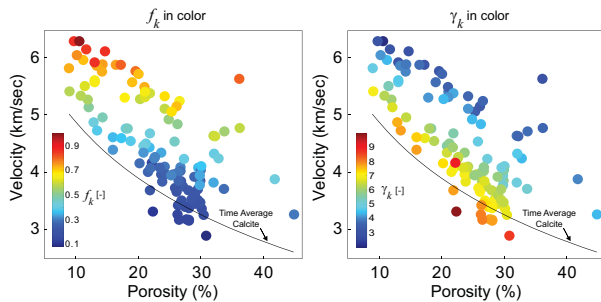 f_k in color
6
5
4
3
Velocity (km/sec)
0.9
0.7
0.5
0.3
0.1
f_k [-]
Time Average
Calcite
10
20
30
40
Porosity (%)
γ_k in color
6
5
4
3
Velocity (km/sec)
9
8
7
6
5
4
3
γ_k [-]
Time Average
Calcite
10
20
30
40
Porosity (%)